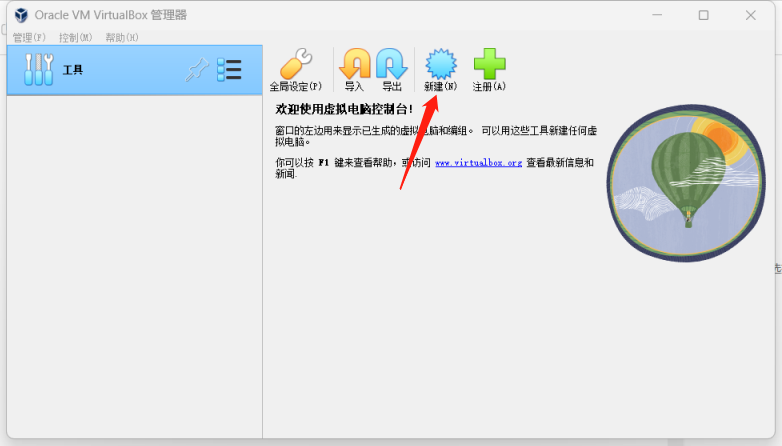 Oracle VM VirtualBox 管理器
管理(F) 控制(M) 帮助(H)
工具
全局设定(P) 导入 导出 新建(N) 注册(A)
欢迎使用虚拟电脑控制台!
窗口的左边用来显示已生成的虚拟电脑和编组。 可以用这些工具新建任何虚
拟电脑。
你可以按 F1 键来查看帮助，或访问 www.virtualbox.org 查看最新信息和
新闻.
选